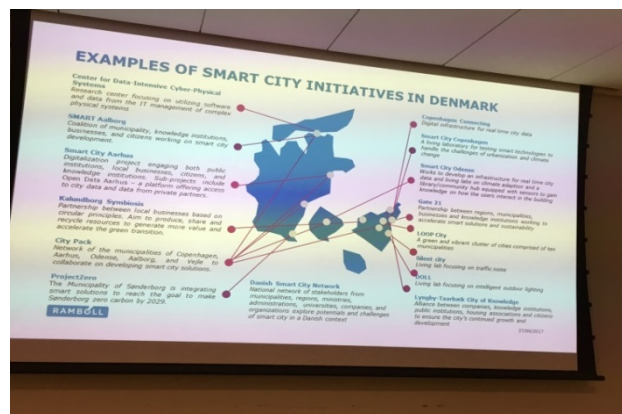 EXAMPLES OF SMART CITY INITIATIVES IN DENMARK
Center for Data-Intensive Cyber-Physical
Systems
Research center focusing on utilizing software
and data from the IT management of complex
physical systems
SMART Aalborg
Coalition of municipality, knowledge institutions,
businesses, and citizens working on smart city
development.
Smart City Aarhus
Digitalization project engaging both public
institutions, local businesses, citizens, and
knowledge institutions. Sub-projects include
Open Data Aarhus – a platform offering access
to city data and data from private partners.
Kalundborg Symbiosis
Partnership between local businesses based on
circular principles. Aim to produce, share and
recycle resources to generate more value and
accelerate the green transition.
City Pack
Network of the municipalities of Copenhagen,
Aarhus, Odense, Aalborg, and Vejle to
collaborate on developing smart city solutions.
ProjectZero
The Municipality of Sønderborg is integrating
smart solutions to reach the goal to make
Sønderborg zero carbon by 2029.
RAMBOLL
Danish Smart City Network
National network of stakeholders from
municipalities, regions, ministries,
administrations, universities, companies, and
organizations explore potentials and challenges
of smart city in a Danish context
Copenhagen Connecting
Digital infrastructure for real time city data
Smart City Copenhagen
A living laboratory for testing smart technologies to
handle the challenges of urbanization and climate
change
Smart City Odense
Works to develop an infrastructure for real time city
data and living labs on climate adaption and a
library/community hub equipped with sensors to gain
knowledge on how the users interact in the building
Gate 21
Partnership between regions, municipalities,
businesses and knowledge institutions working in
accelerate smart solutions and sustainability
LOOP City
A green and vibrant cluster of cities comprised of ten
municipalities
Silent city
Living lab focusing on traffic noise
DOLL
Living lab focusing on intelligent outdoor lighting
Lyngby-Taarbæk City of Knowledge
Alliance between companies, knowledge institutions,
public institutions, housing associations and citizens
to ensure the city's continued growth and
development
27/04/2017